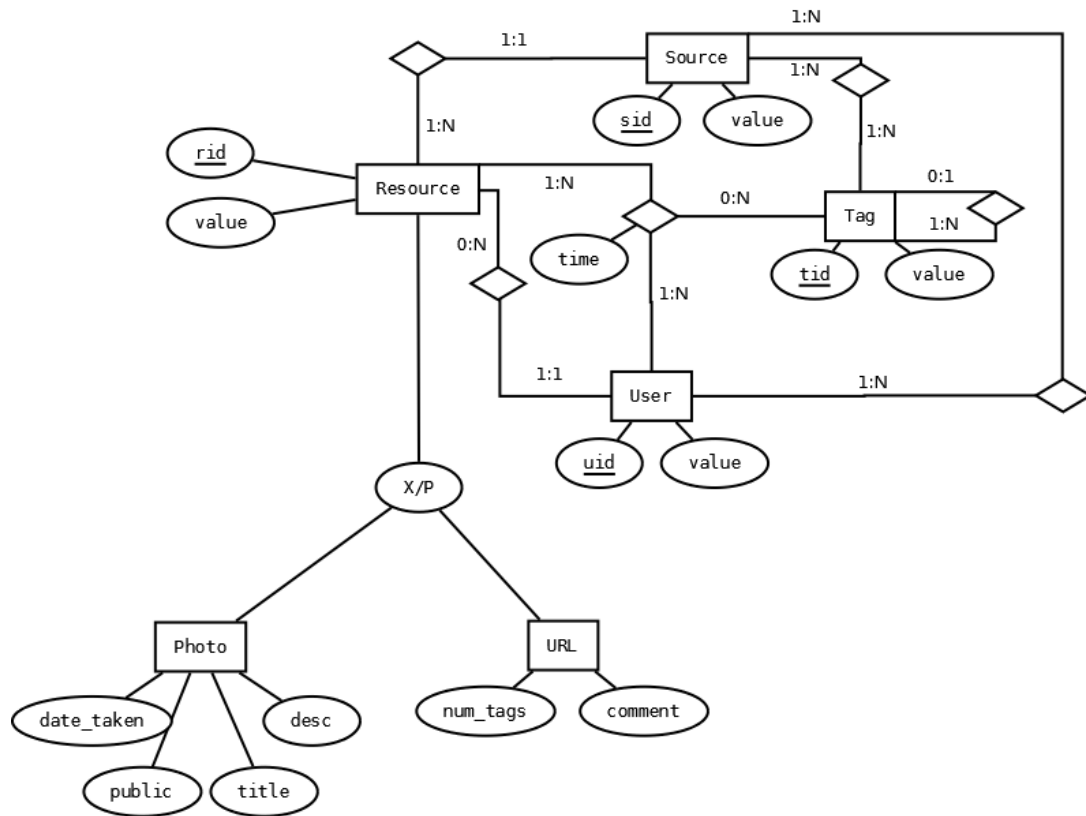 1:N
1:1
Source
1:N
sid
value
1:N
1:N
rid
Resource
1:N
0:1
value
0:N
Tag
1:N
0:N
time
tid
value
1:N
1:1
User
1:N
uid
value
X/P
Photo
URL
date_taken
desc
num_tags
comment
public
title